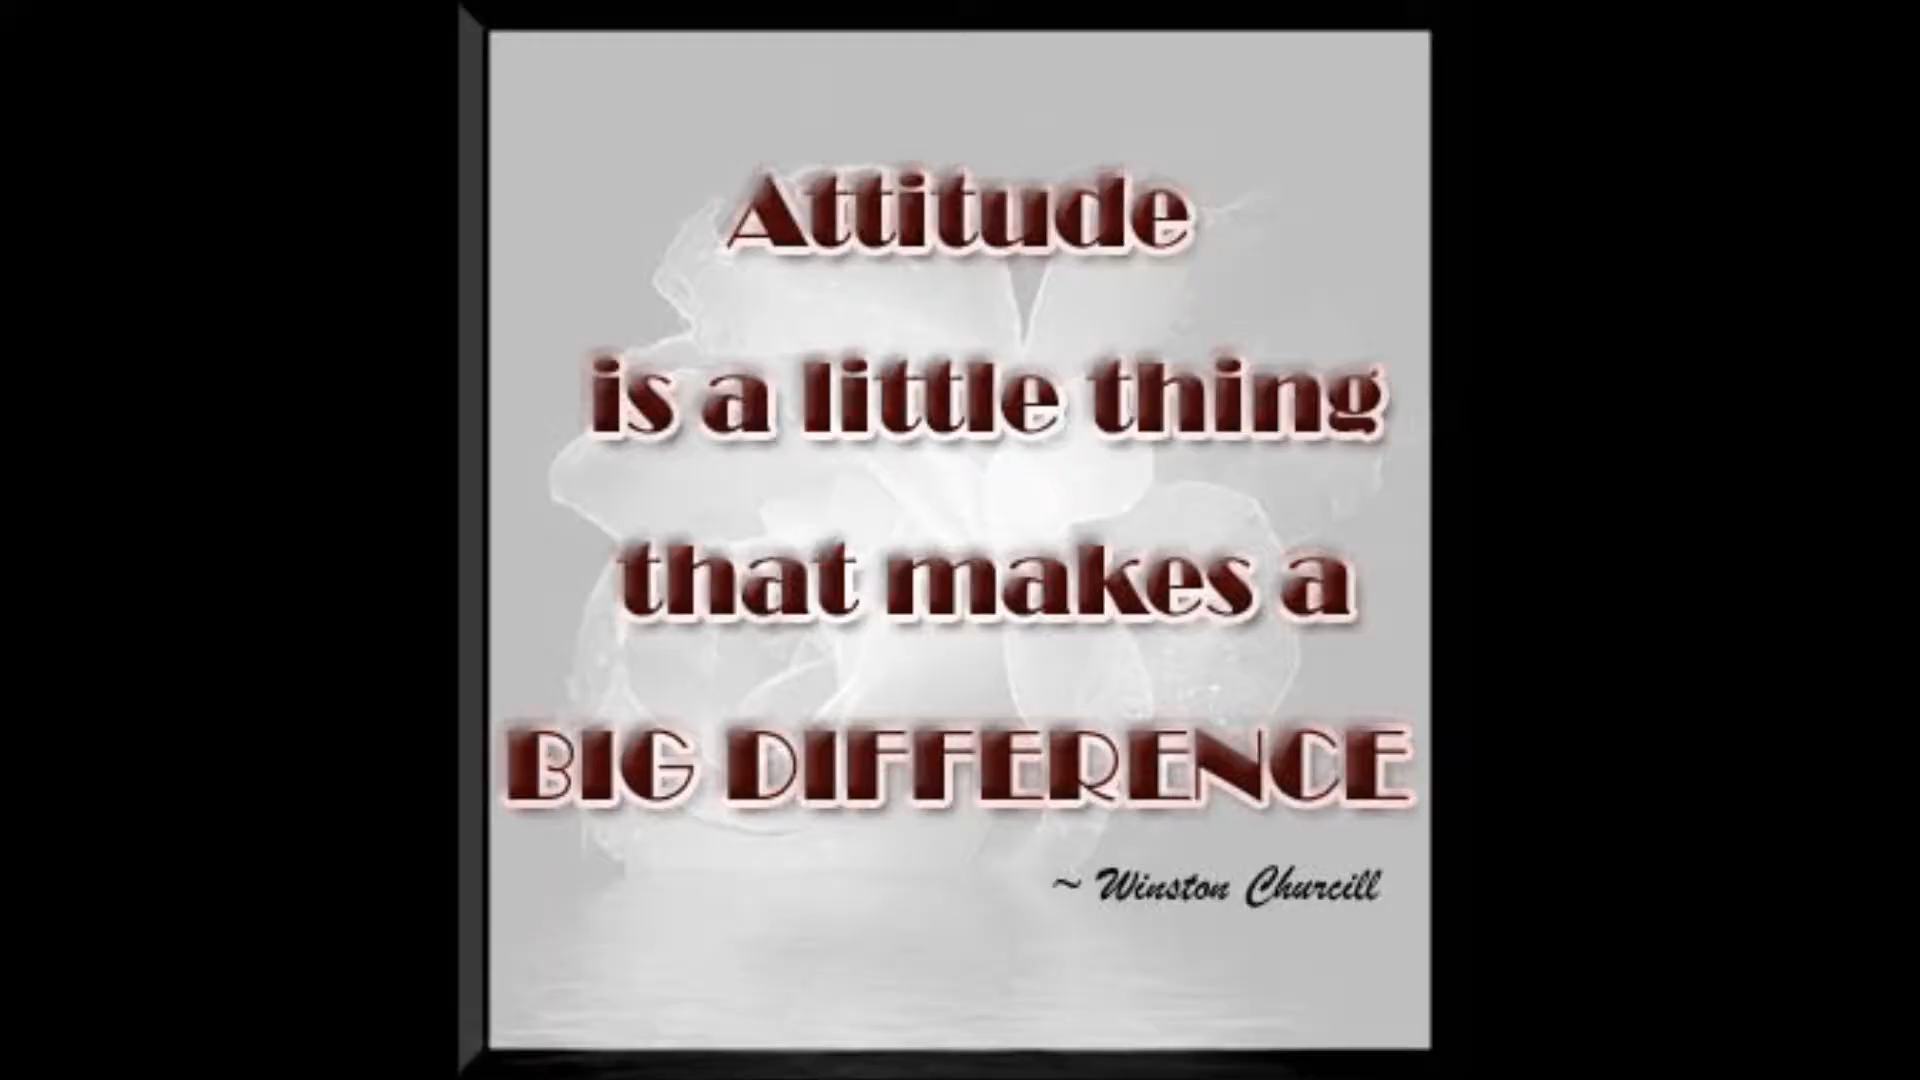 Attitude
is a little thing
that makes a
BIG DIFFERENCE
~ Winston Churcill